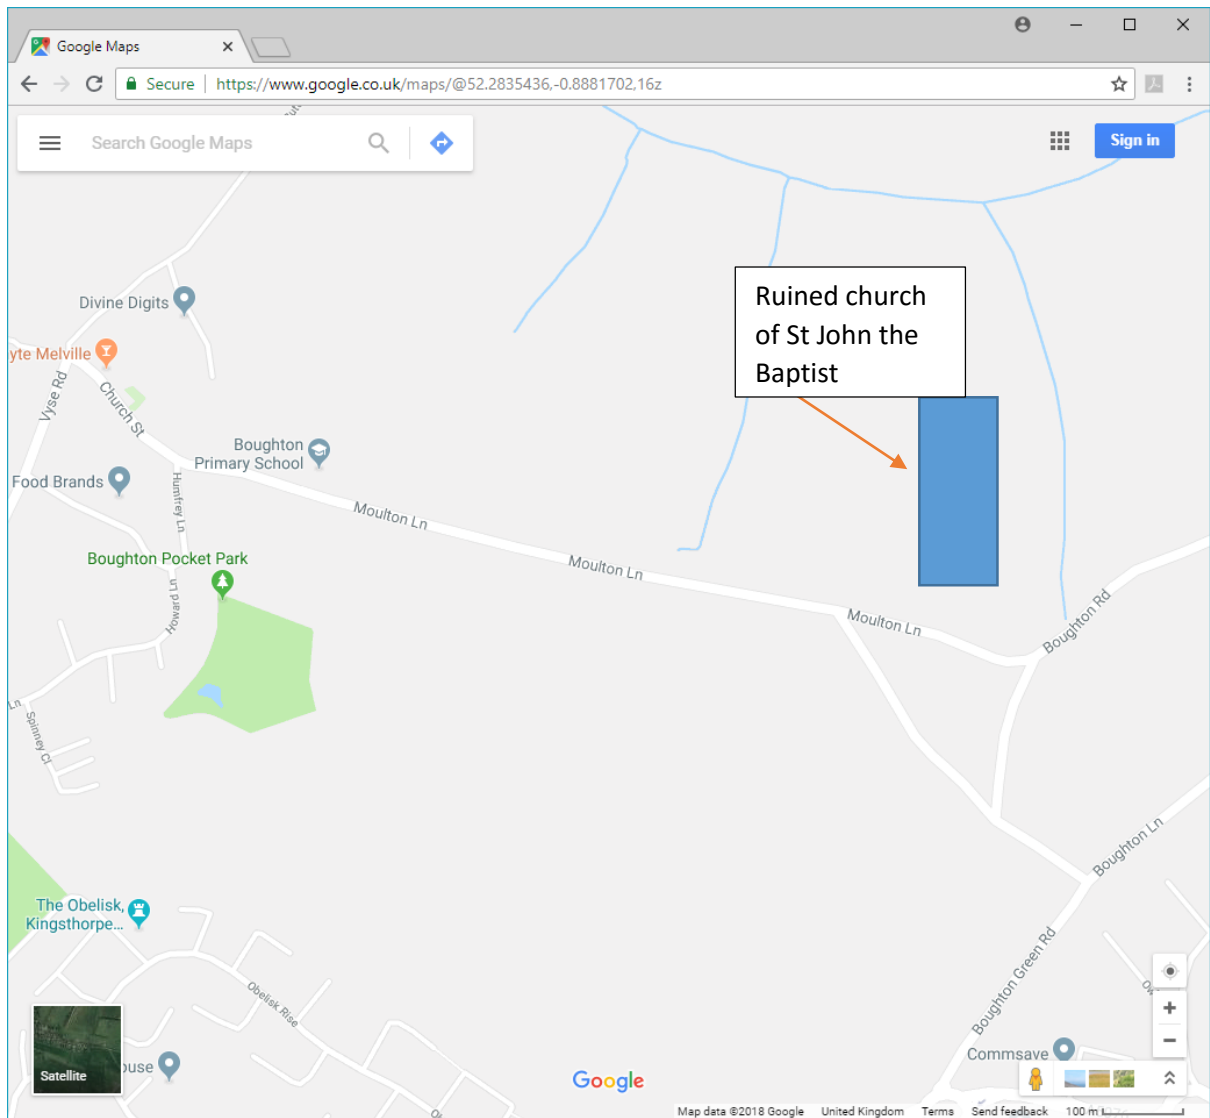 Google Maps
Secure
https://www.google.co.uk/maps/@52.2835436,-0.8881702,16z
Search Google Maps
Sign in
Divine Digits
yte Melville
Vyse Rd
Church St
Ruined church
of St John the
Baptist
Boughton
Primary School
Food Brands
Humfrey Ln
Moulton Ln
Moulton Ln
Boughton Pocket Park
Howard Ln
Moulton Ln
Boughton Rd
Ln
Spinney Cl
Boughton Ln
The Obelisk,
Kingsthorpe...
Boughton Green Rd
Obelisk Rise
Commsave
ouse
Satellite
Google
Map data ©2018 Google
United Kingdom
Terms
Send feedback
100 m